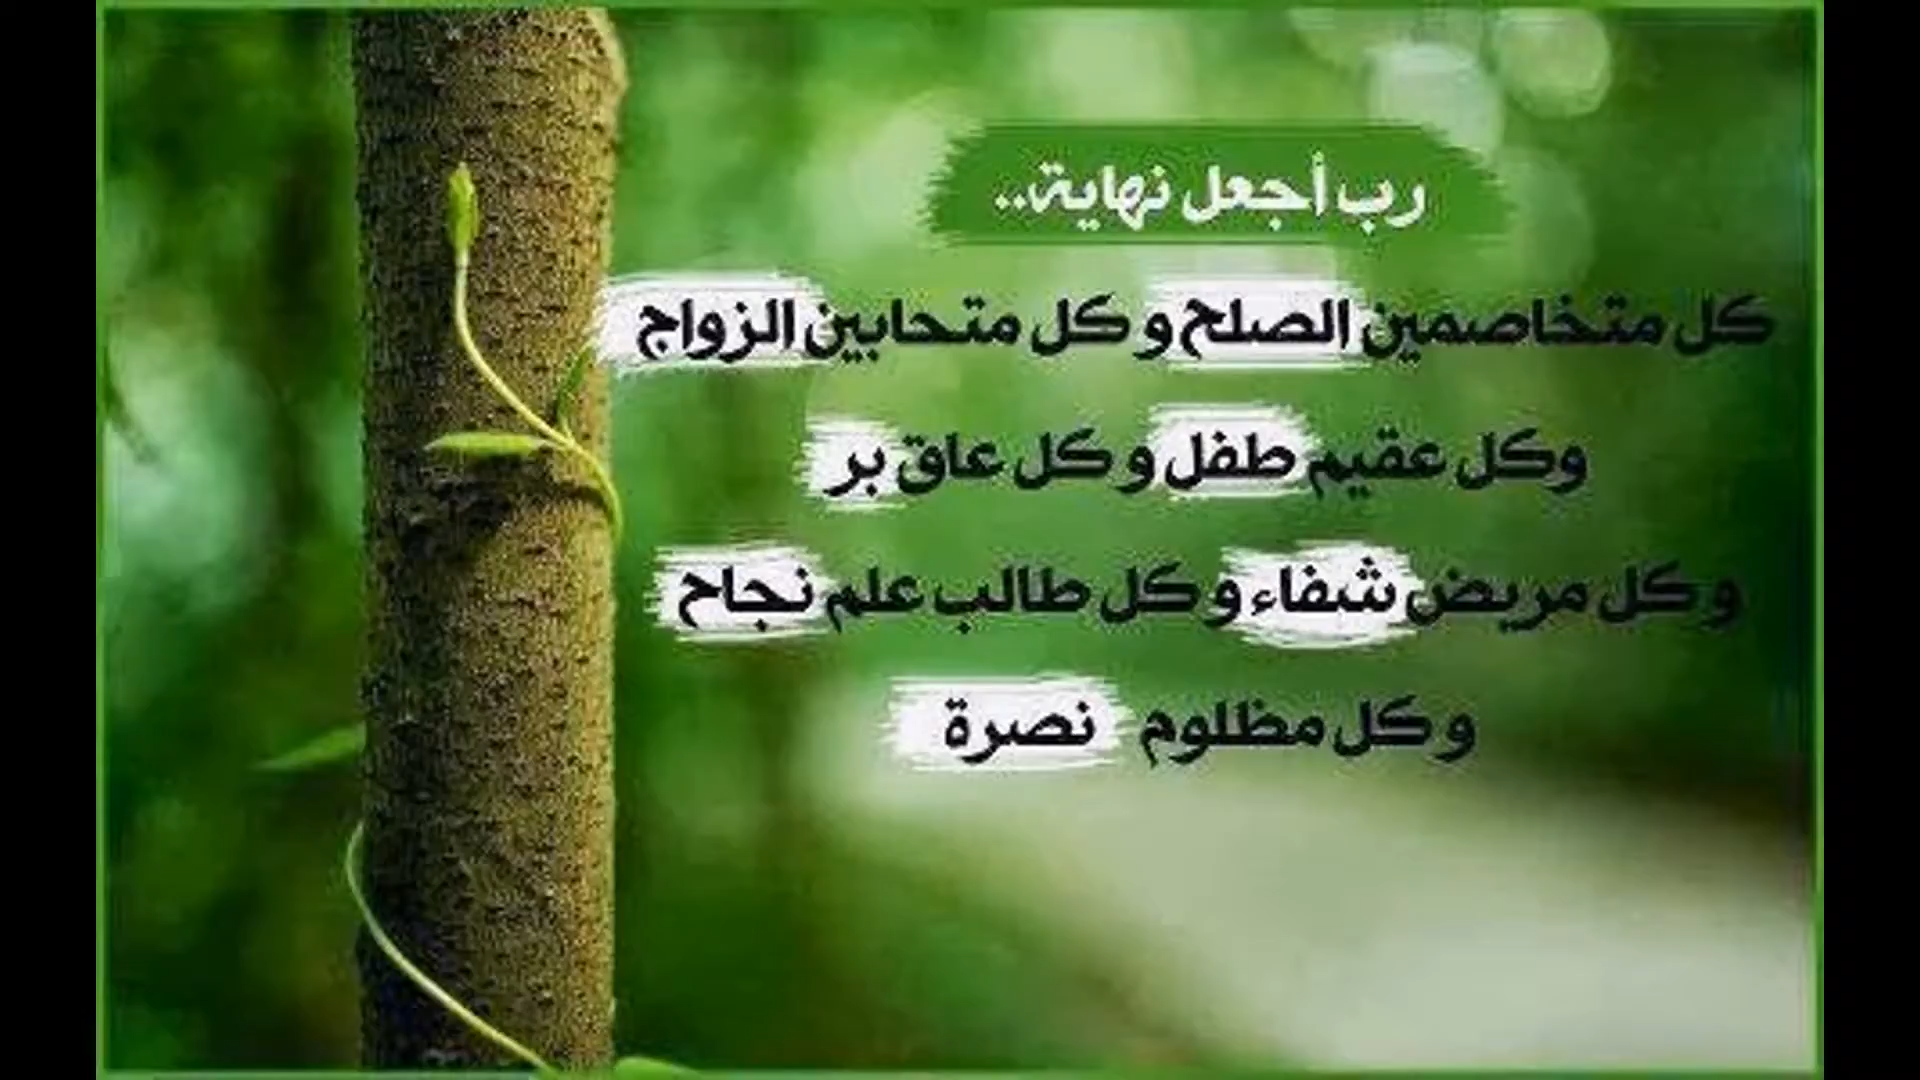 رب أجعل نهاية..
كل متخاصمين الصلح و كل متحابين الزواج
وكل عقيم طفل و كل عاق بر
و كل مريض شفاء و كل طالب علم نجاح
و كل مظلوم نصرة